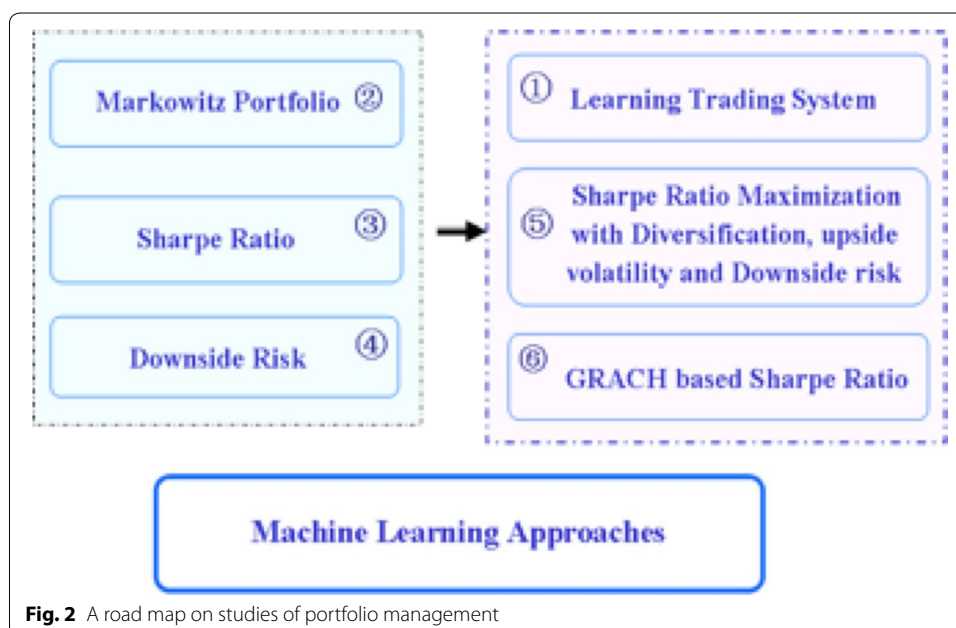 Markowitz Portfolio ②
Sharpe Ratio ③
Downside Risk ④
① Learning Trading System
Sharpe Ratio Maximization
⑤ with Diversification, upside
volatility and Downside risk
⑥ GRACH based Sharpe Ratio
Machine Learning Approaches
Fig. 2 A road map on studies of portfolio management